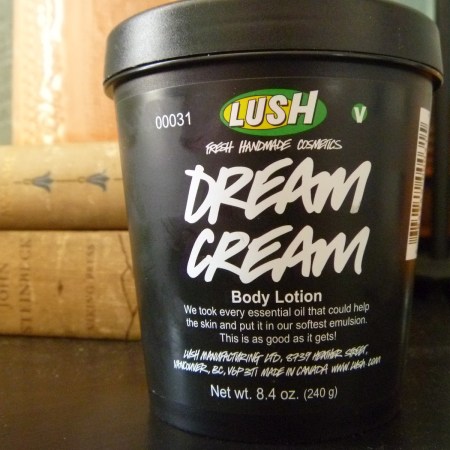 00031
LUSH
V
FRESH HANDMADE COSMETICS
DREAM
CREAM
Body Lotion
We took every essential oil that could help
the skin and put it in our softest emulsion.
This is as good as it gets!
LUSH MANUFACTURING LTD, 8739 HEATHER STREET,
VANCOUVER, BC, V6P 3T1 MADE IN CANADA WWW.LUSH.COM
Net wt. 8.4 oz. (240 g)
JOHN
STEINBECK